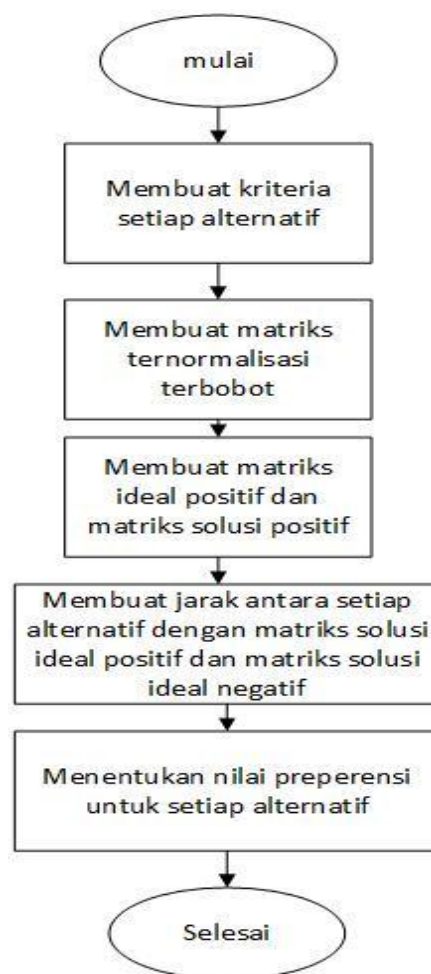 mulai
Membuat kriteria
setiap alternatif
Membuat matriks
ternormalisasi
terbobot
Membuat matriks
ideal positif dan
matriks solusi positif
Membuat jarak antara setiap
alternatif dengan matriks solusi
ideal positif dan matriks solusi
ideal negatif
Menentukan nilai preperensi
untuk setiap alternatif
Selesai